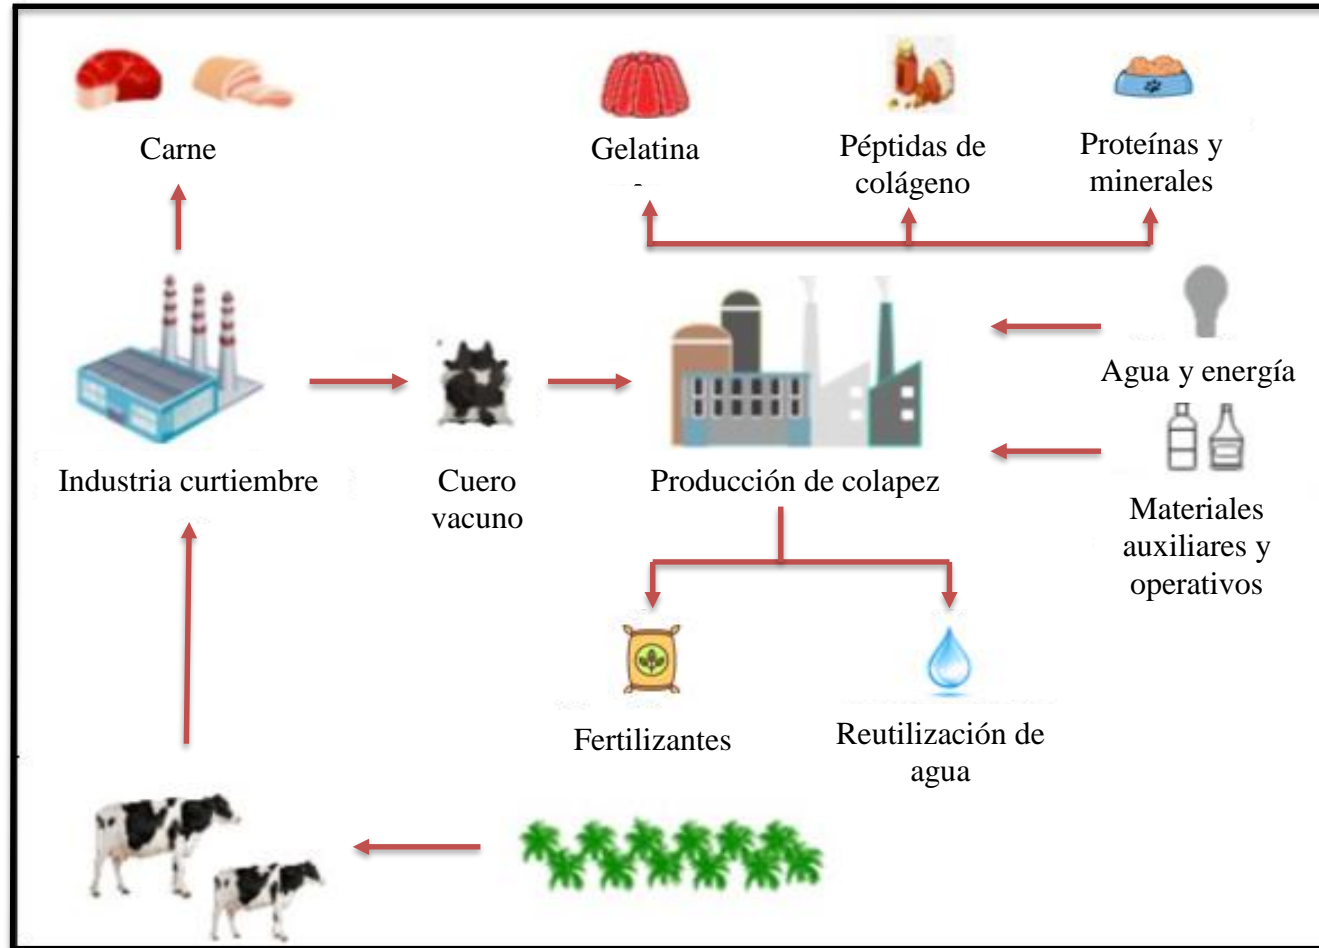 Carne
Gelatina
Péptidas de
colágeno
Proteínas y
minerales
Agua y energía
Industria curtiembre
Cuero
vacuno
Producción de colapez
Materiales
auxiliares y
operativos
Fertilizantes
Reutilización de
agua